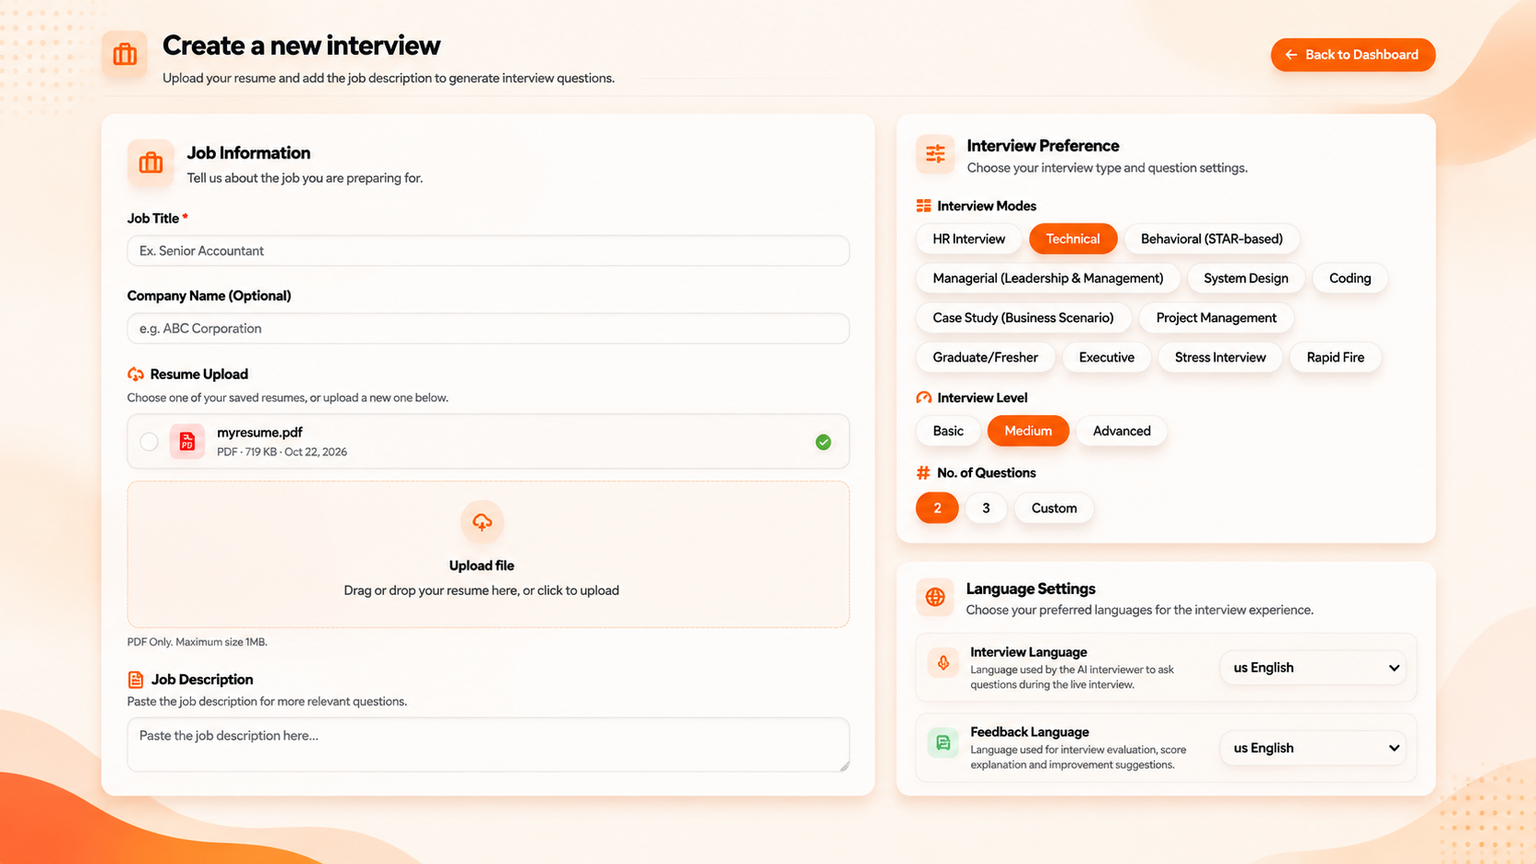 Create a new interview
Upload your resume and add the job description to generate interview questions.
← Back to Dashboard
Job Information
Tell us about the job you are preparing for.
Job Title *
Ex. Senior Accountant
Company Name (Optional)
e.g. ABC Corporation
Resume Upload
Choose one of your saved resumes, or upload a new one below.
PD
myresume.pdf
PDF · 719 KB · Oct 22, 2026
Upload file
Drag or drop your resume here, or click to upload
PDF Only. Maximum size 1MB.
Job Description
Paste the job description for more relevant questions.
Paste the job description here...
Interview Preference
Choose your interview type and question settings.
Interview Modes
HR Interview Technical Behavioral (STAR-based)
Managerial (Leadership & Management) System Design Coding
Case Study (Business Scenario) Project Management
Graduate/Fresher Executive Stress Interview Rapid Fire
Interview Level
Basic Medium Advanced
# No. of Questions
2 3 Custom
Language Settings
Choose your preferred languages for the interview experience.
Interview Language
Language used by the AI interviewer to ask
questions during the live interview.
us English
Feedback Language
Language used for interview evaluation, score
explanation and improvement suggestions.
us English